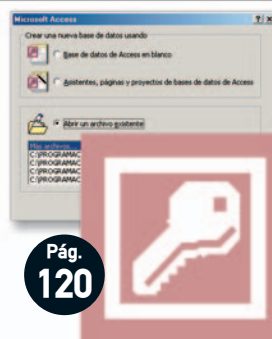 Microsoft Access
Crear una nueva base de datos usando
Base de datos de Access en blanco
Asistentes, páginas y proyectos de bases de datos de Access
Abrir un archivo existente
Más archivos...
C:\PROGRAMAC
C:\PROGRAMAC
C:\PROGRAMAC
C:\PROGRAMAC
Pág.
120